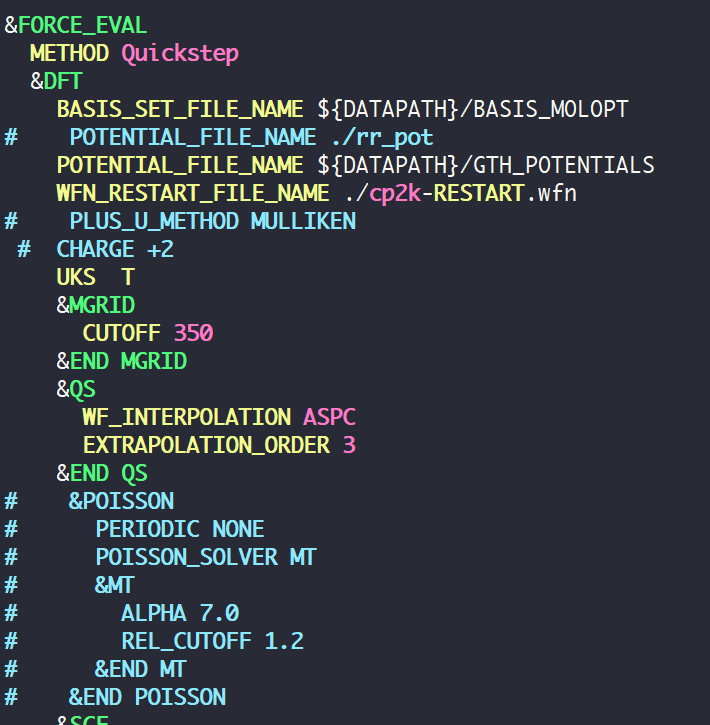 &FORCE_EVAL
  METHOD Quickstep
  &DFT
    BASIS_SET_FILE_NAME ${DATAPATH}/BASIS_MOLOPT
#    POTENTIAL_FILE_NAME ./rr_pot
    POTENTIAL_FILE_NAME ${DATAPATH}/GTH_POTENTIALS
    WFN_RESTART_FILE_NAME ./cp2k-RESTART.wfn
#    PLUS_U_METHOD MULLIKEN
 #  CHARGE +2
    UKS  T
    &MGRID
      CUTOFF 350
    &END MGRID
    &QS
      WF_INTERPOLATION ASPC
      EXTRAPOLATION_ORDER 3
    &END QS
#    &POISSON
#      PERIODIC NONE
#      POISSON_SOLVER MT
#      &MT
#        ALPHA 7.0
#        REL_CUTOFF 1.2
#      &END MT
#    &END POISSON
    &SCF